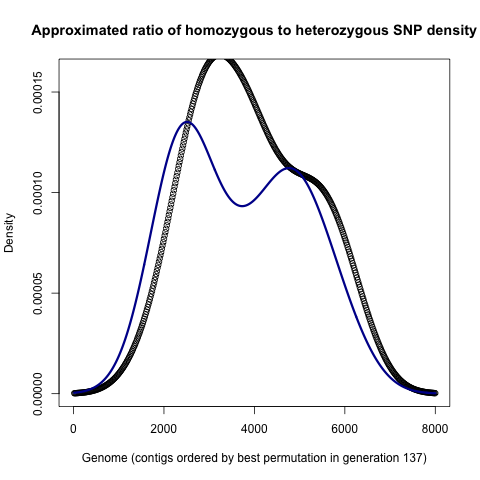 Approximated ratio of homozygous to heterozygous SNP density
0.00015
0.00010
0.00005
0.00000
Density
0 2000 4000 6000 8000
Genome (contigs ordered by best permutation in generation 137)